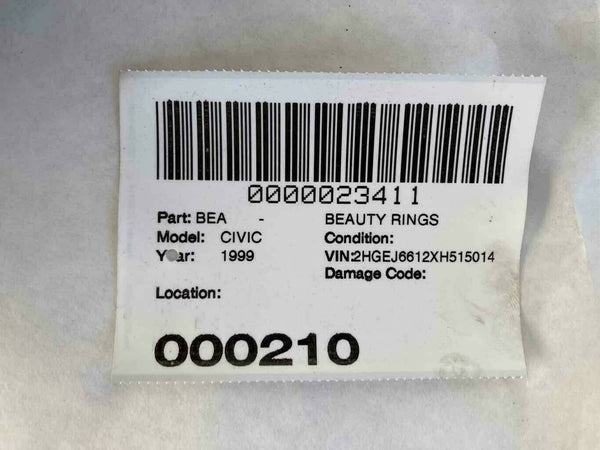 0000023411
Part: BEA - BEAUTY RINGS
Model: CIVIC Condition:
Year: 1999 VIN:2HGEJ6612XH515014
Damage Code:
Location:
000210